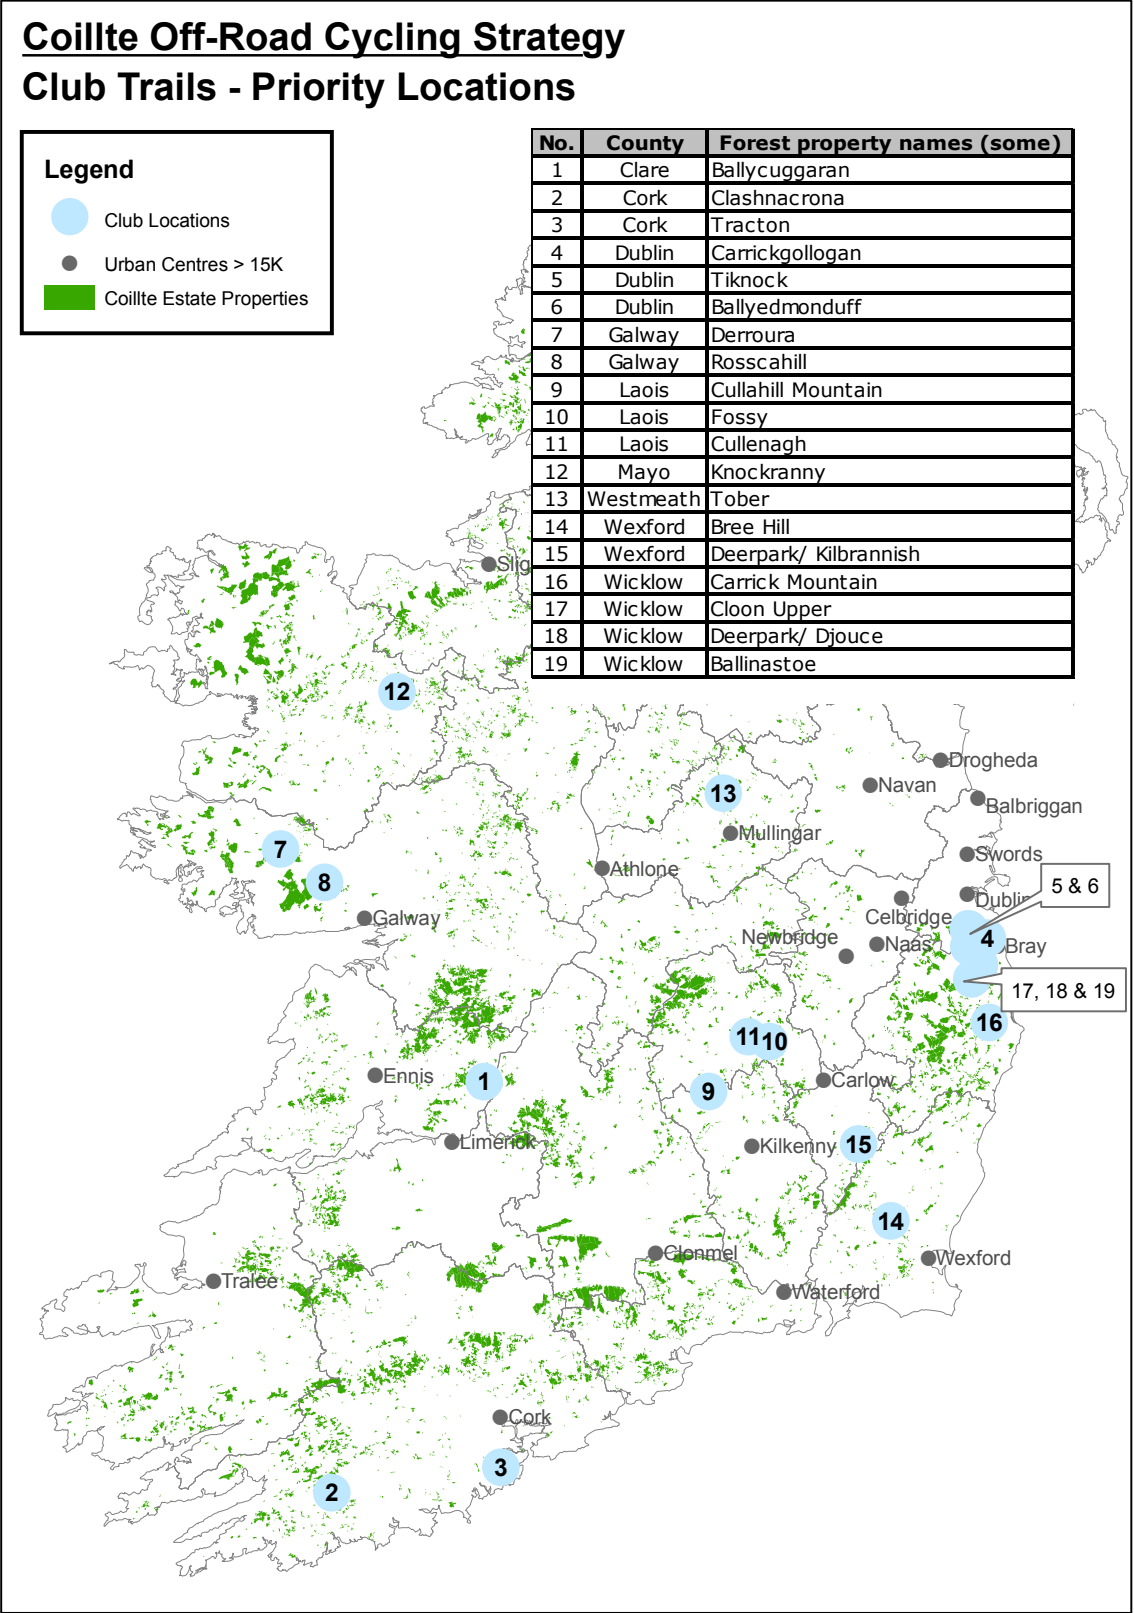 Coillte Off-Road Cycling Strategy
Club Trails - Priority Locations
Legend
Club Locations
Urban Centres > 15K
Coillte Estate Properties
No. County Forest property names (some)
1 Clare Ballycuggaran
2 Cork Clashnacrona
3 Cork Tracton
4 Dublin Carrickgollogan
5 Dublin Tiknock
6 Dublin Ballyedmonduff
7 Galway Derroura
8 Galway Rosscahill
9 Laois Cullahill Mountain
10 Laois Fossy
11 Laois Cullenagh
12 Mayo Knockranny
13 Westmeath Tober
14 Wexford Bree Hill
15 Wexford Deerpark/ Kilbrannish
16 Wicklow Carrick Mountain
17 Wicklow Cloon Upper
18 Wicklow Deerpark/ Djouce
19 Wicklow Ballinastoe
Slig
12
Drogheda
Navan
13
Balbriggan
Mullingar
7
Swords
Athlone
8
5 & 6
Dublin
Celbridge
Galway
Newbridge
Naas
4
Bray
17, 18 & 19
16
11
10
Ennis
1
Carlow
9
Limerick
Kilkenny
15
14
Clonmel
Wexford
Tralee
Waterford
Cork
3
2